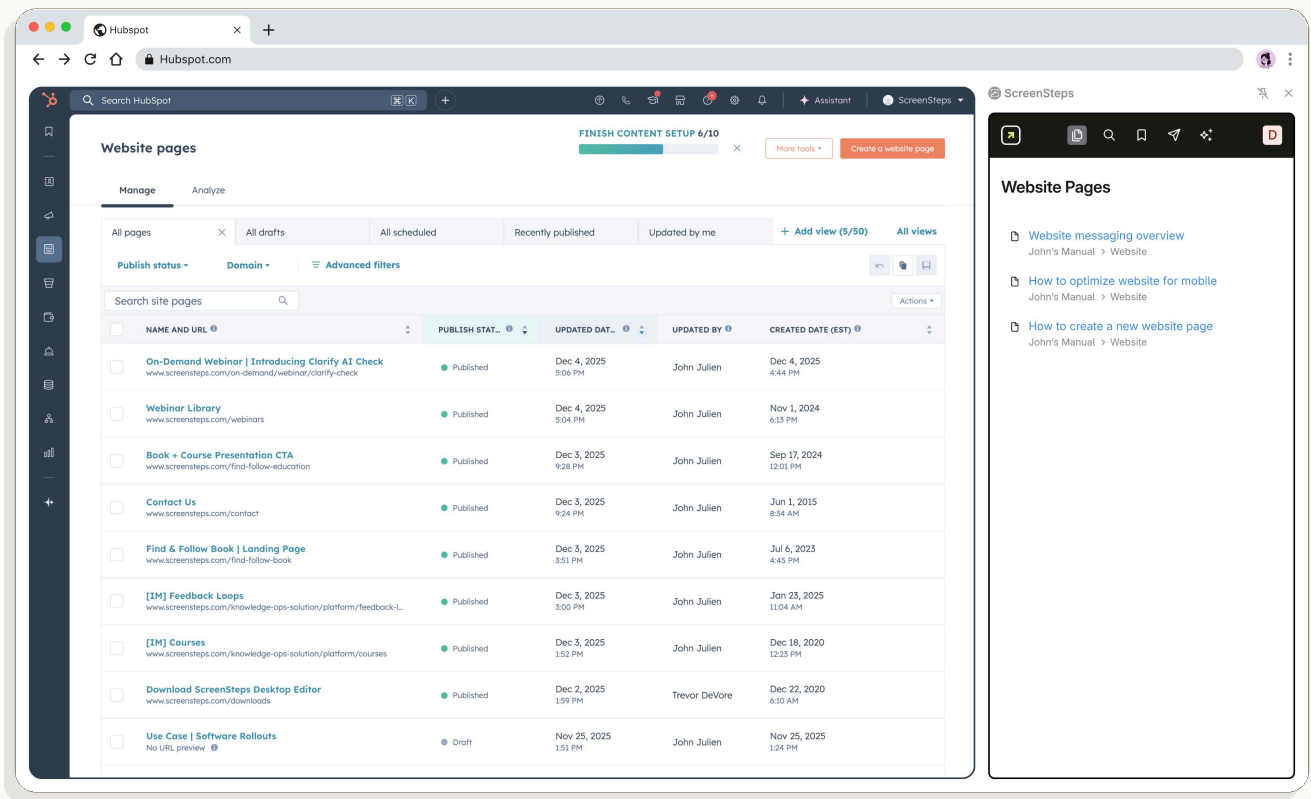 Hubspot
Hubspot.com
Search HubSpot
⌘ K
Assistant
ScreenSteps
Website pages
FINISH CONTENT SETUP 6/10
More tools
Create a website page
Manage
Analyze
All pages
All drafts
All scheduled
Recently published
Updated by me
+ Add view (5/50)
All views
Publish status
Domain
Advanced filters
Search site pages
Actions
NAME AND URL
PUBLISH STAT...
UPDATED DAT...
UPDATED BY
CREATED DATE (EST)
On-Demand Webinar | Introducing Clarify AI Check
www.screensteps.com/on-demand/webinar/clarify-check
Published
Dec 4, 2025
5:06 PM
John Julien
Dec 4, 2025
4:44 PM
Webinar Library
www.screensteps.com/webinars
Published
Dec 4, 2025
5:04 PM
John Julien
Nov 1, 2024
6:13 PM
Book + Course Presentation CTA
www.screensteps.com/find-follow-education
Published
Dec 3, 2025
9:28 PM
John Julien
Sep 17, 2024
12:01 PM
Contact Us
www.screensteps.com/contact
Published
Dec 3, 2025
9:24 PM
John Julien
Jun 1, 2015
8:34 AM
Find & Follow Book | Landing Page
www.screensteps.com/find-follow-book
Published
Dec 3, 2025
3:51 PM
John Julien
Jul 6, 2023
4:45 PM
[IM] Feedback Loops
www.screensteps.com/knowledge-ops-solution/platform/feedback-l...
Published
Dec 3, 2025
3:00 PM
John Julien
Jan 23, 2025
11:04 AM
[IM] Courses
www.screensteps.com/knowledge-ops-solution/platform/courses
Published
Dec 3, 2025
1:52 PM
John Julien
Dec 18, 2020
12:23 PM
Download ScreenSteps Desktop Editor
www.screensteps.com/downloads
Published
Dec 2, 2025
1:59 PM
Trevor DeVore
Dec 22, 2020
6:10 AM
Use Case | Software Rollouts
No URL preview
Draft
Nov 25, 2025
1:51 PM
John Julien
Nov 25, 2025
1:24 PM
ScreenSteps
D
Website Pages
Website messaging overview
John's Manual > Website
How to optimize website for mobile
John's Manual > Website
How to create a new website page
John's Manual > Website